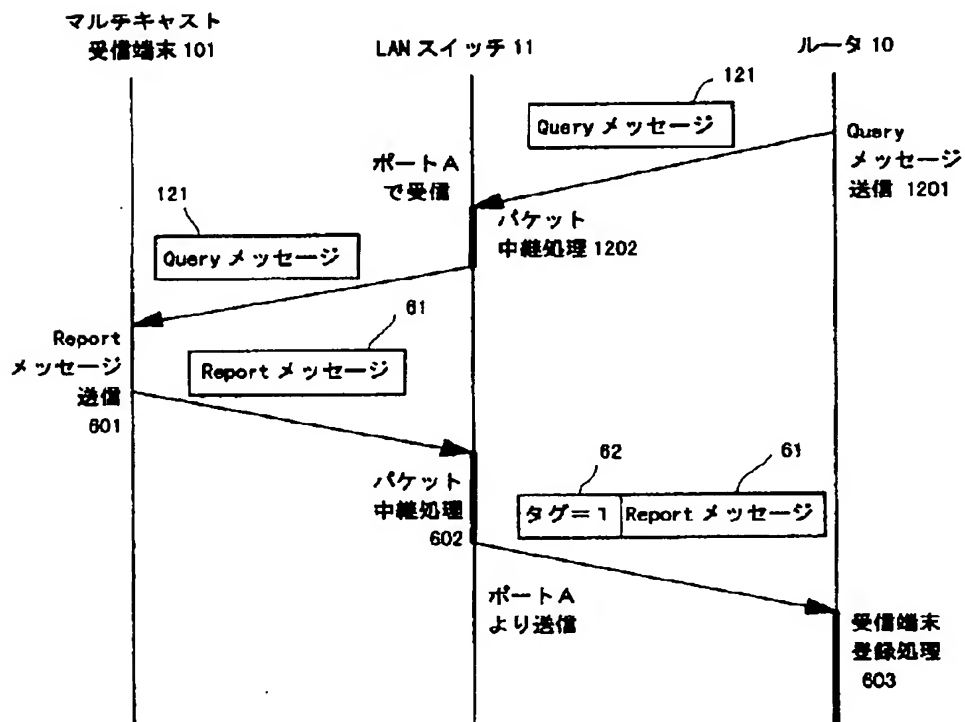 マルチキャスト
受信端末 101
LAN スイッチ 11
ルータ 10
121
Query メッセージ
Query
メッセージ
送信 1201
ポート A
で受信
パケット
中継処理 1202
121
Query メッセージ
61
Report
メッセージ
送信
601
Report メッセージ
パケット
中継処理
602
62
61
タグ＝1
Report メッセージ
ポート A
より送信
受信端末
登録処理
603